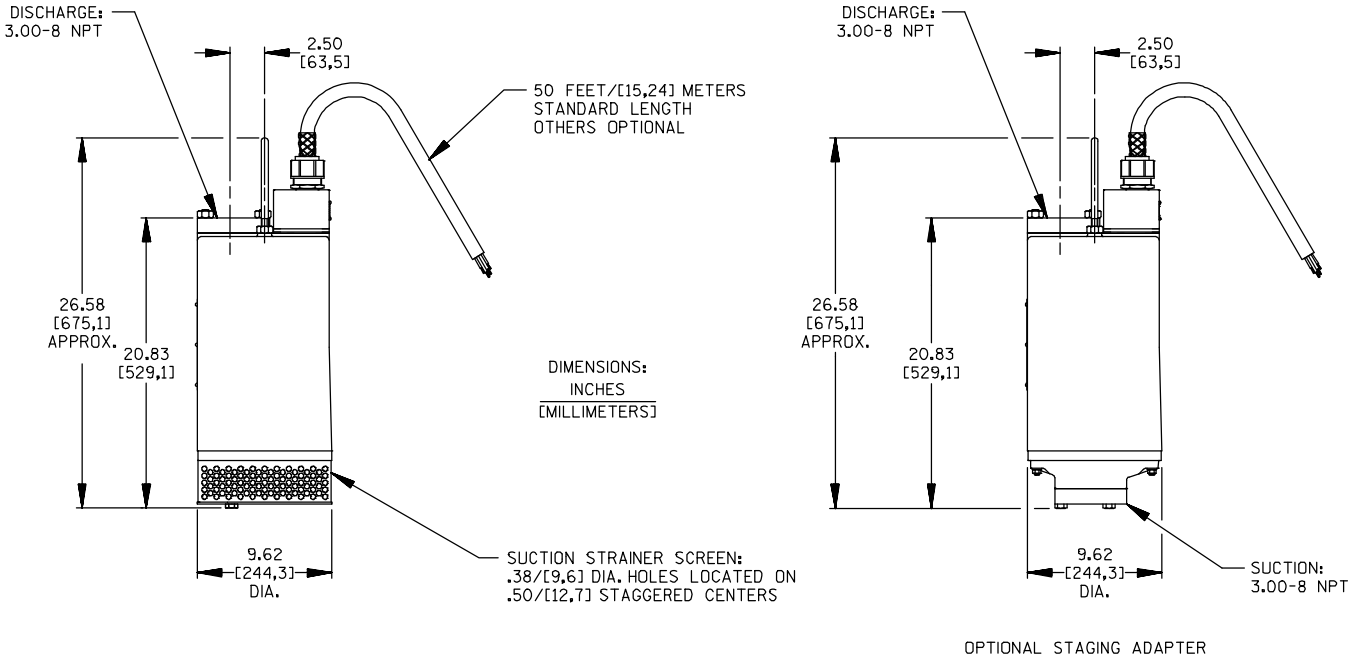 DISCHARGE:
3.00-8 NPT
2.50
[63,5]
50 FEET/[15,24] METERS
STANDARD LENGTH
OTHERS OPTIONAL
26.58
[675,1]
APPROX.
20.83
[529,1]
DIMENSIONS:
INCHES
[MILLIMETERS]
9.62
[244,3]
DIA.
SUCTION STRAINER SCREEN:
.38/[9,6] DIA. HOLES LOCATED ON
.50/[12,7] STAGGERED CENTERS
DISCHARGE:
3.00-8 NPT
2.50
[63,5]
26.58
[675,1]
APPROX.
20.83
[529,1]
9.62
[244,3]
DIA.
SUCTION:
3.00-8 NPT
OPTIONAL STAGING ADAPTER